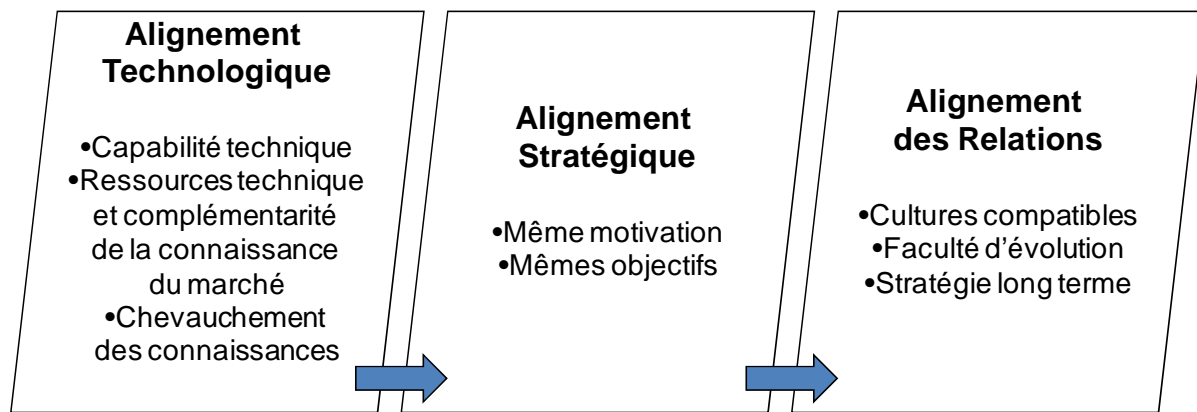 Alignement
Technologique
•Capabilité technique
•Ressources technique
et complémentarité
de la connaissance
du marché
•Chevauchement
des connaissances
Alignement
Stratégique
•Même motivation
•Mêmes objectifs
Alignement
des Relations
•Cultures compatibles
•Faculté d'évolution
•Stratégie long terme